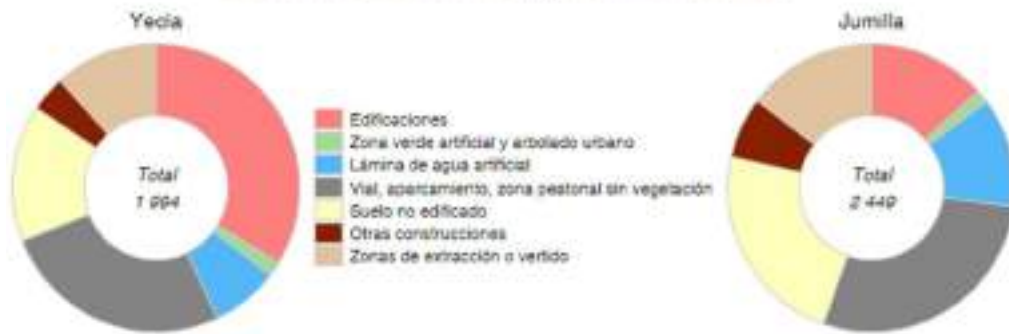 Yecla
Jumilla
Edificaciones
Zona verde artificial y arbolado urbano
Lámina de agua artificial
Vial, aparcamiento, zona peatonal sin vegetación
Suelo no edificado
Otras construcciones
Zonas de extracción o vertido
Total
1 994
Total
2 449